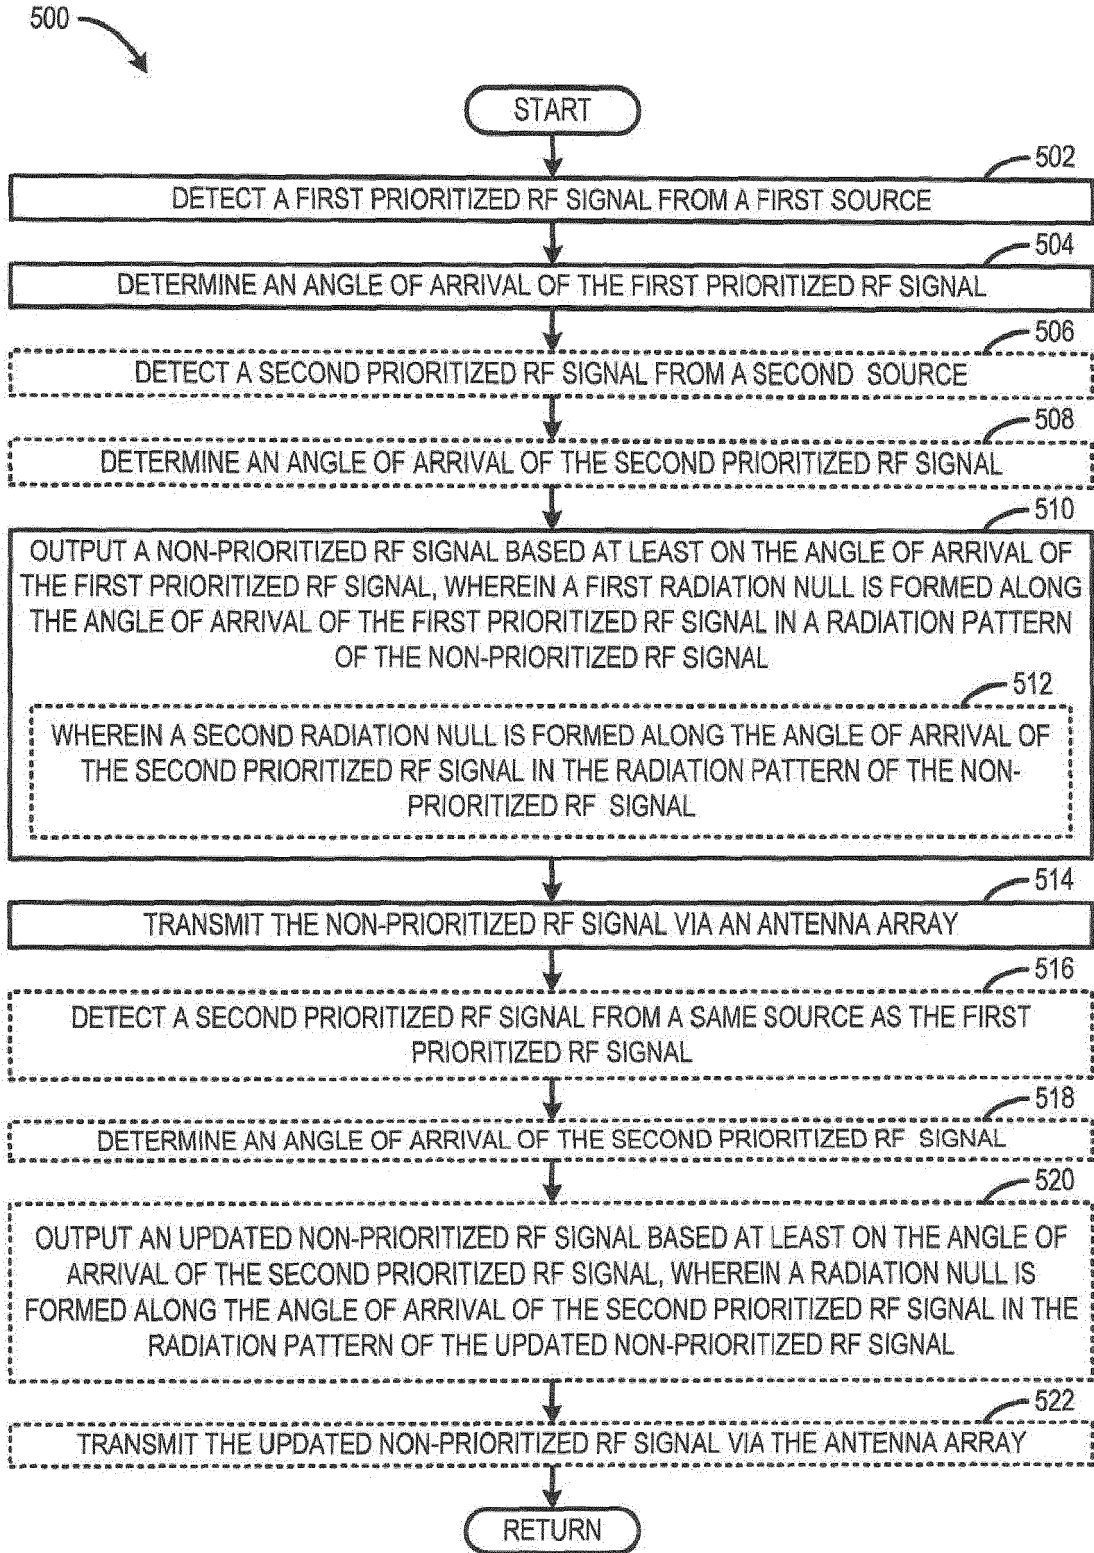 500
START
502
DETECT A FIRST PRIORITIZED RF SIGNAL FROM A FIRST SOURCE
504
DETERMINE AN ANGLE OF ARRIVAL OF THE FIRST PRIORITIZED RF SIGNAL
506
DETECT A SECOND PRIORITIZED RF SIGNAL FROM A SECOND SOURCE
508
DETERMINE AN ANGLE OF ARRIVAL OF THE SECOND PRIORITIZED RF SIGNAL
510
OUTPUT A NON-PRIORITIZED RF SIGNAL BASED AT LEAST ON THE ANGLE OF ARRIVAL OF
THE FIRST PRIORITIZED RF SIGNAL, WHEREIN A FIRST RADIATION NULL IS FORMED ALONG
THE ANGLE OF ARRIVAL OF THE FIRST PRIORITIZED RF SIGNAL IN A RADIATION PATTERN
OF THE NON-PRIORITIZED RF SIGNAL
512
WHEREIN A SECOND RADIATION NULL IS FORMED ALONG THE ANGLE OF ARRIVAL OF
THE SECOND PRIORITIZED RF SIGNAL IN THE RADIATION PATTERN OF THE NON-
PRIORITIZED RF SIGNAL
514
TRANSMIT THE NON-PRIORITIZED RF SIGNAL VIA AN ANTENNA ARRAY
516
DETECT A SECOND PRIORITIZED RF SIGNAL FROM A SAME SOURCE AS THE FIRST
PRIORITIZED RF SIGNAL
518
DETERMINE AN ANGLE OF ARRIVAL OF THE SECOND PRIORITIZED RF SIGNAL
520
OUTPUT AN UPDATED NON-PRIORITIZED RF SIGNAL BASED AT LEAST ON THE ANGLE OF
ARRIVAL OF THE SECOND PRIORITIZED RF SIGNAL, WHEREIN A RADIATION NULL IS
FORMED ALONG THE ANGLE OF ARRIVAL OF THE SECOND PRIORITIZED RF SIGNAL IN THE
RADIATION PATTERN OF THE UPDATED NON-PRIORITIZED RF SIGNAL
522
TRANSMIT THE UPDATED NON-PRIORITIZED RF SIGNAL VIA THE ANTENNA ARRAY
RETURN